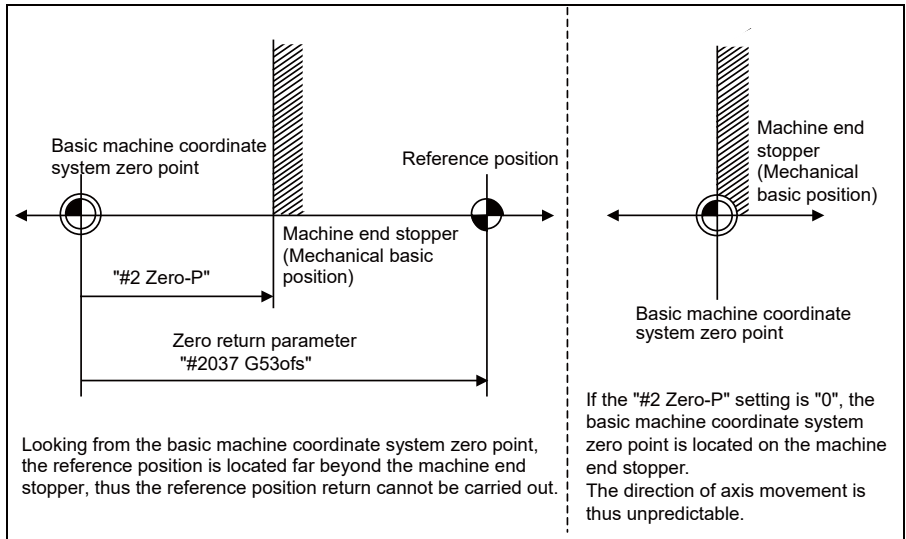 Basic machine coordinate
system zero point
Reference position
Machine end stopper
(Mechanical basic
position)
"#2 Zero-P"
Zero return parameter
"#2037 G53ofs"
Looking from the basic machine coordinate system zero point,
the reference position is located far beyond the machine end
stopper, thus the reference position return cannot be carried out.
Machine end
stopper
(Mechanical
basic position)
Basic machine coordinate
system zero point
If the "#2 Zero-P" setting is "0", the
basic machine coordinate system
zero point is located on the machine
end stopper.
The direction of axis movement is
thus unpredictable.